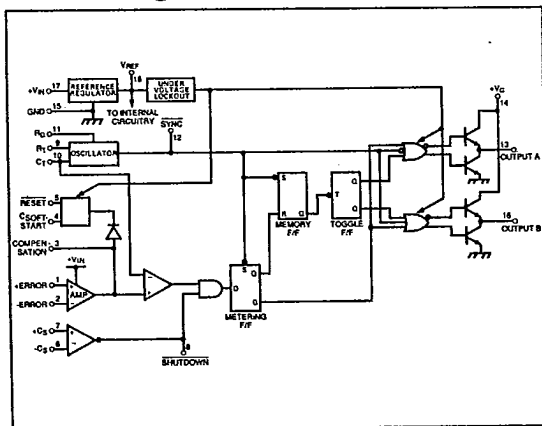 VREF
16
+VIN 17
REFERENCE
REGULATOR
UNDER
VOLTAGE
LOCKOUT
+VC
14
GND 15
TO INTERNAL
CIRCUITRY
SYNC
12
RD 11
RT 9
CT 10
OSCILLATOR
13
OUTPUT A
RESET 5
CSOFT
START 4
S
R
Q
MEMORY
F/F
T
Q
Q
TOGGLE
F/F
16
OUTPUT B
COMPEN-
SATION 3
+VIN
+ERROR 1
-ERROR 2
AMP
+
-
-
+
D
S
Q
Q
METERING
F/F
+CS 7
-CS 6
+
-
8
SHUTDOWN